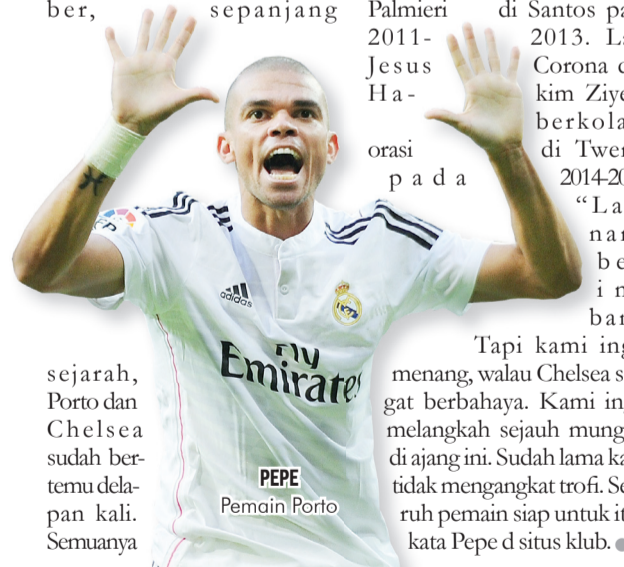 ber, sepanjang
sejarah,
Porto dan
Chelsea
sudah ber-
temu dela-
pan kali.
Semuanya
adidas
Fly
Emirates
PEPE
Pemain Porto
Palmieri di Santos pa
2011- 2013. La
Jesus Corona d
Ha- kim Ziye
berkola
orasi di Twer
pada 2014-20
“La
nar
be
in
bar
Tapi kami ing
menang, walau Chelsea s
gat berbahaya. Kami in
melangkah sejauh mung
di ajang ini. Sudah lama ka
tidak mengangkat trofi. Se
ruh pemain siap untuk it
kata Pepe d situs klub.